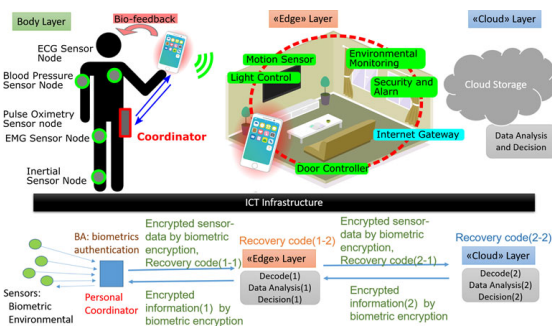 Body Layer
Bio-feedback
«Edge» Layer
«Cloud» Layer
ECG Sensor
Node
Blood Pressure
Sensor Node
Pulse Oximetry
Sensor node
EMG Sensor Node
Inertial
Sensor Node
Coordinator
Motion Sensor
Light Control
Environmental
Monitoring
Security and
Alarn
Internet Gateway
Door Controller
Cloud Storage
Data Analysis
and Decision
ICT Infrastructure
BA: biometrics
authentication
Sensors:
Biometric
Environmental
Personal
Coordinator
Encrypted sensor-
data by biometric
encryption,
Recovery code(1-1)
Encrypted
information(1) by
biometric encryption
Recovery code(1-2)
«Edge» Layer
Decode(1)
Data Analysis(1)
Decision(1)
Encrypted sensor-data
by biometric encryption,
Recovery code(2-1)
Encrypted
information(2) by
biometric encryption
Recovery code(2-2)
«Cloud» Layer
Decode(2)
Data Analysis(2)
Decision(2)